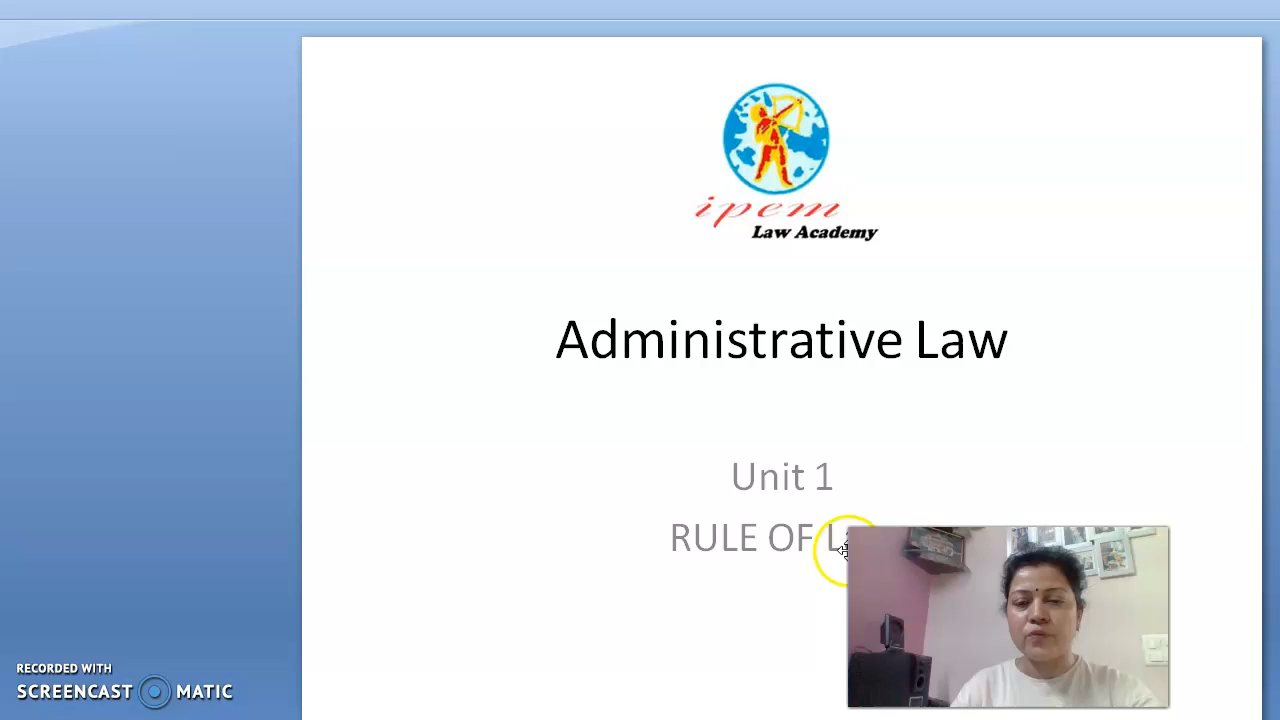 ipem
Law Academy
Administrative Law
Unit 1
RULE OF
RECORDED WITH
SCREENCAST MATIC